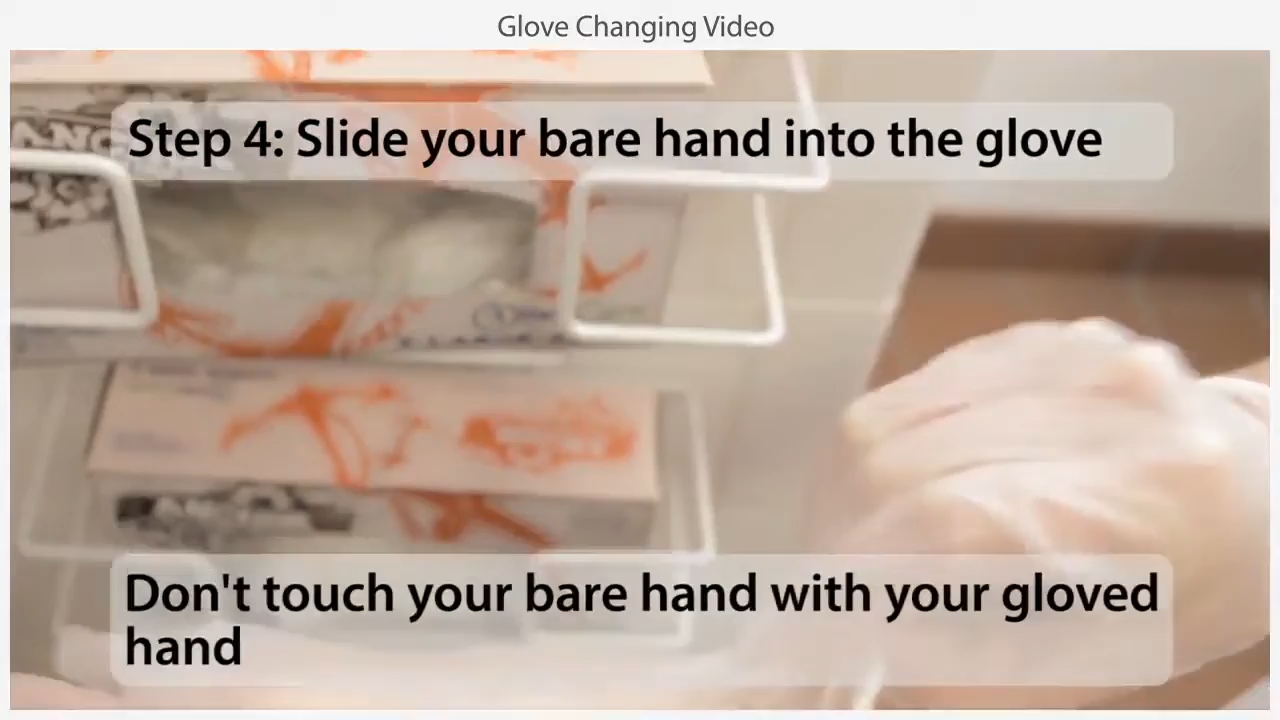 Glove Changing Video
Step 4: Slide your bare hand into the glove
Don't touch your bare hand with your gloved
hand